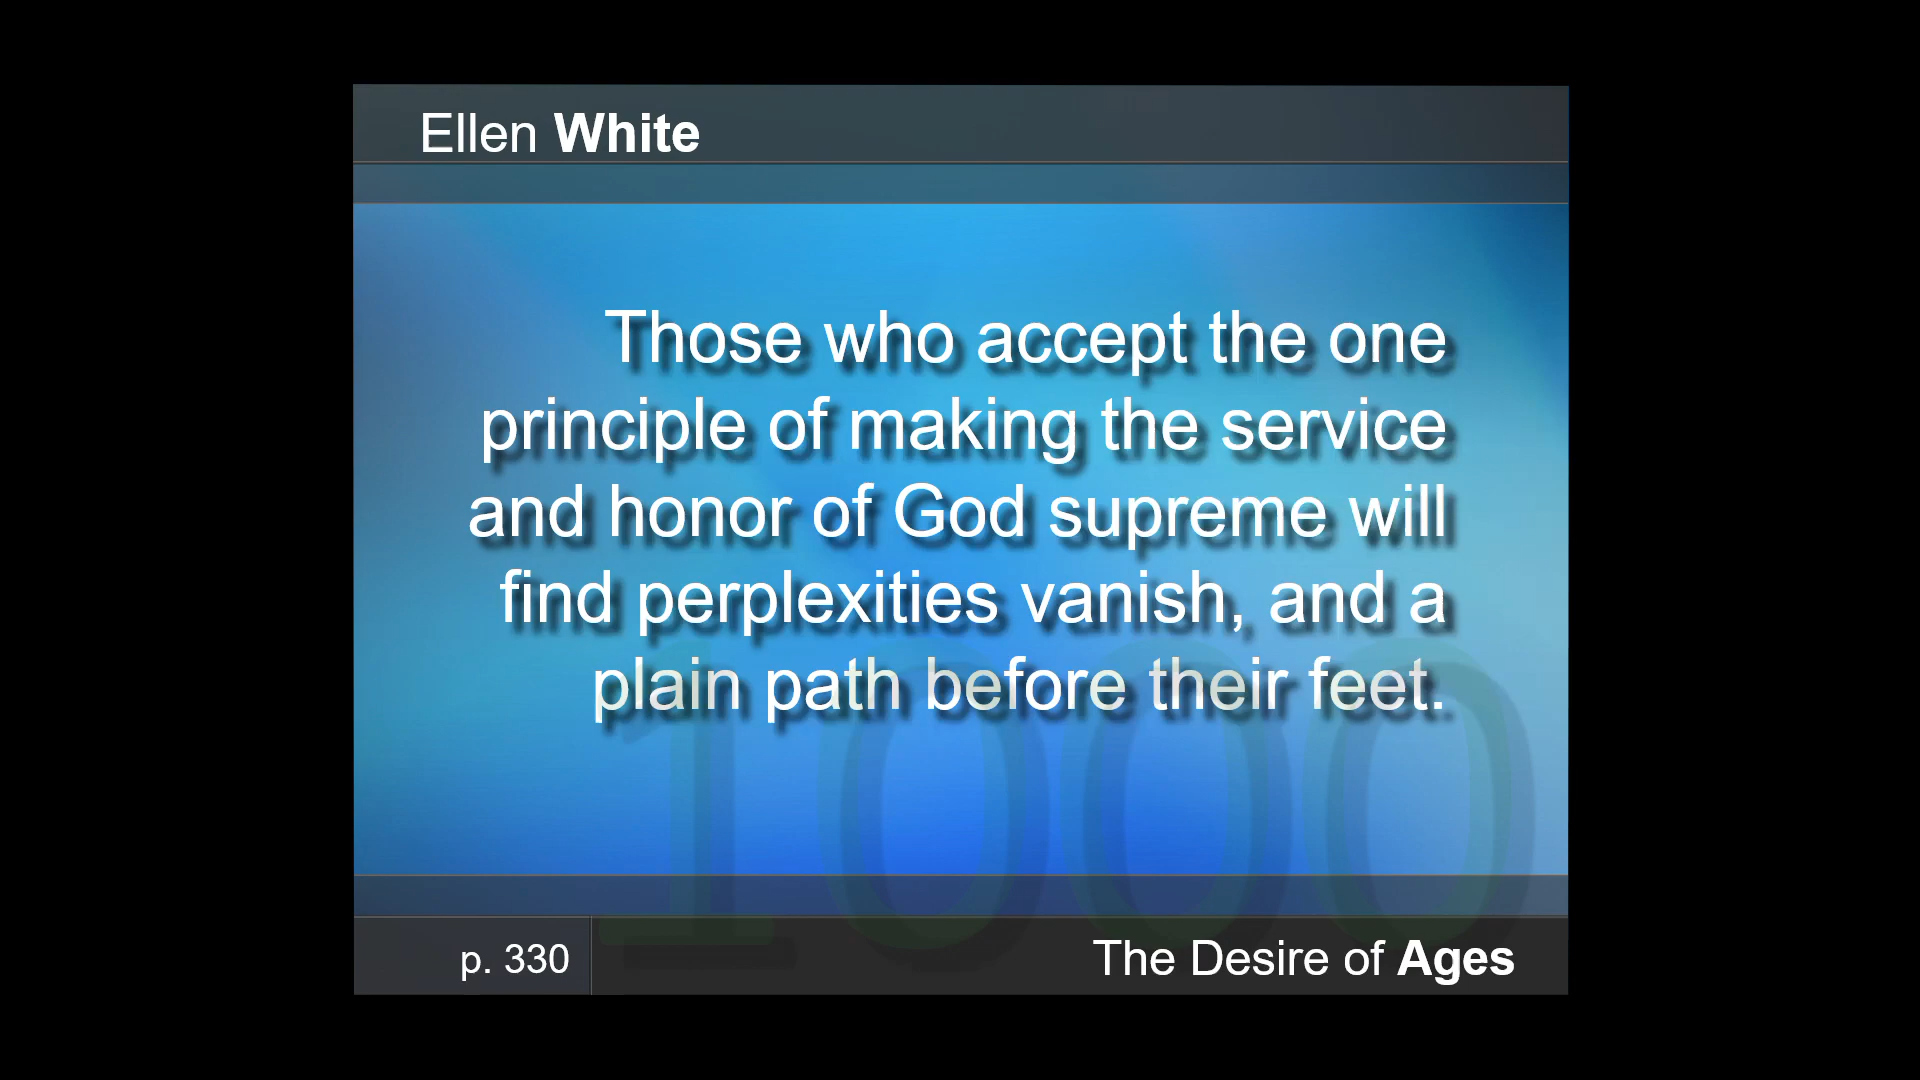 Ellen White
Those who accept the one
principle of making the service
and honor of God supreme will
find perplexities vanish, and a
plain path before their feet.
1000
p. 330
The Desire of Ages